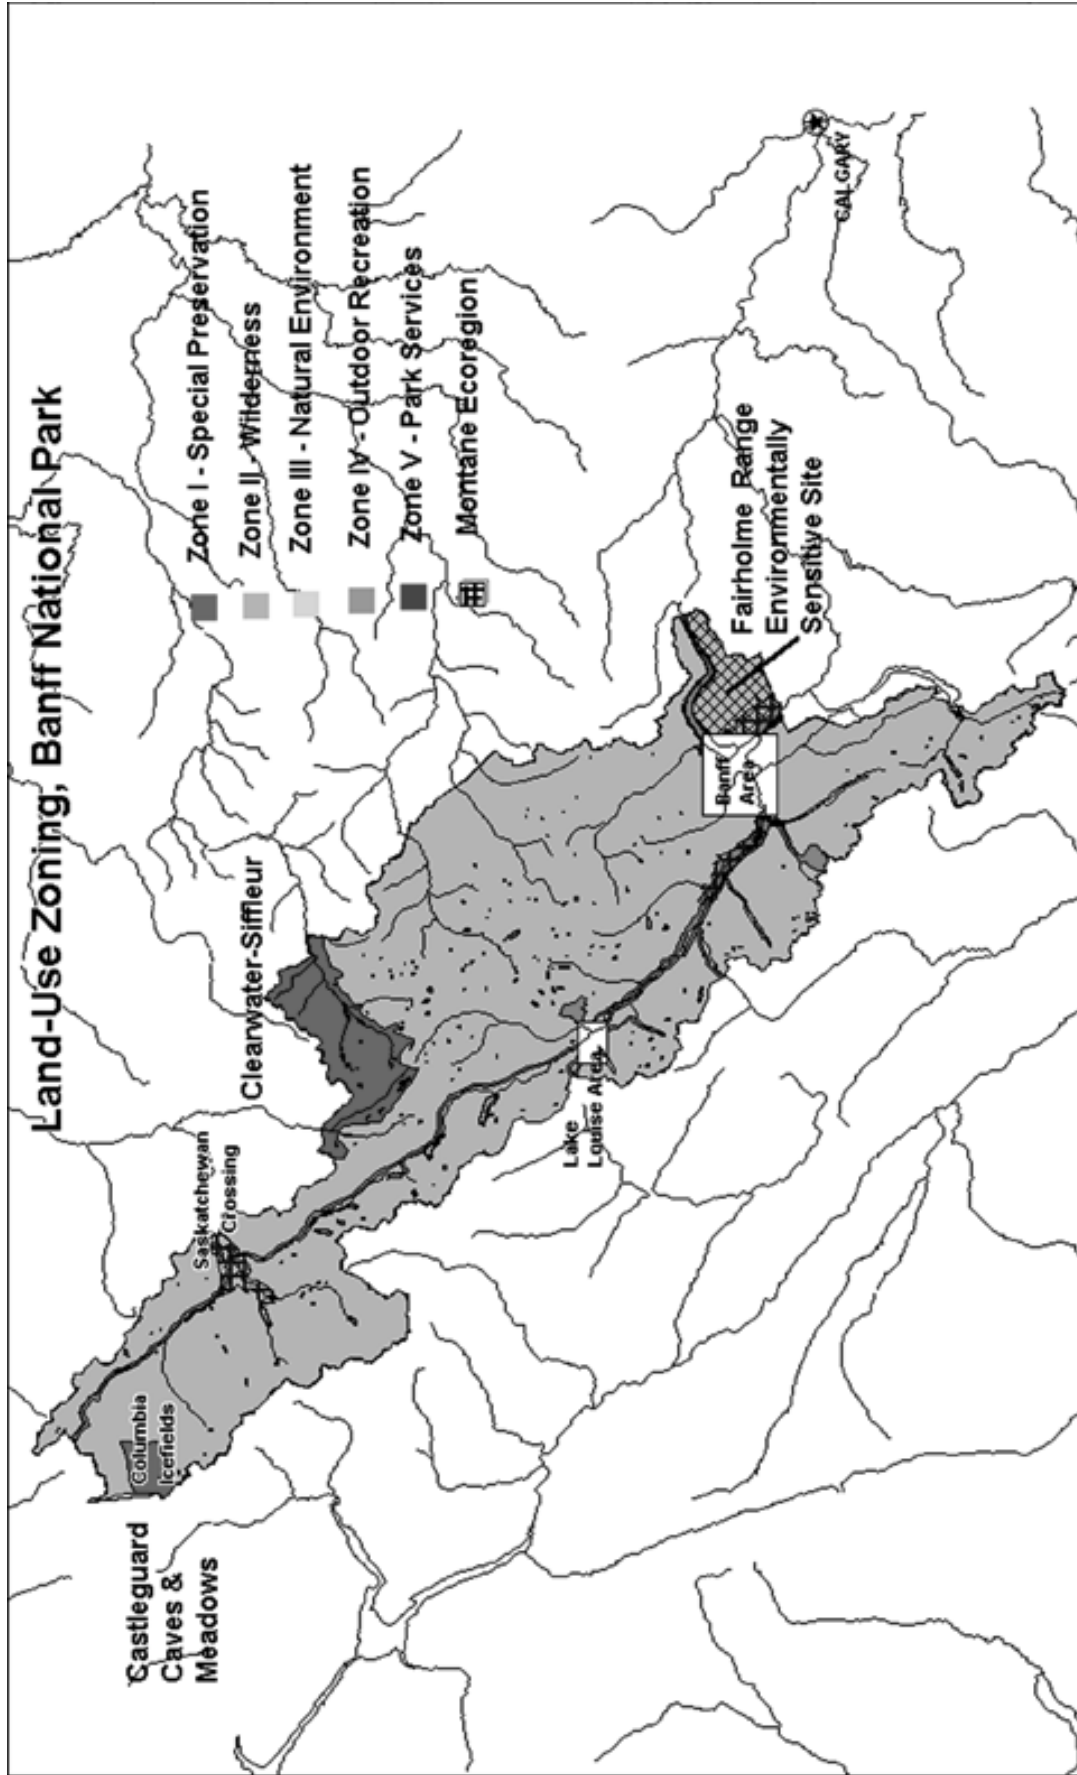 Land-Use Zoning, Banff National Park
Zone I - Special Preservation
Zone II - Wilderness
Zone III - Natural Environment
Zone IV - Outdoor Recreation
Zone V - Park Services
Montane Ecoregion
Clearwater-Siffleur
Saskatchewan
Crossing
Columbia
Icefields
Castleguard
Caves &
Meadows
Lake
Louise Area
Banff
Area
Fairholme Range
Environmentally
Sensitive Site
CALGARY